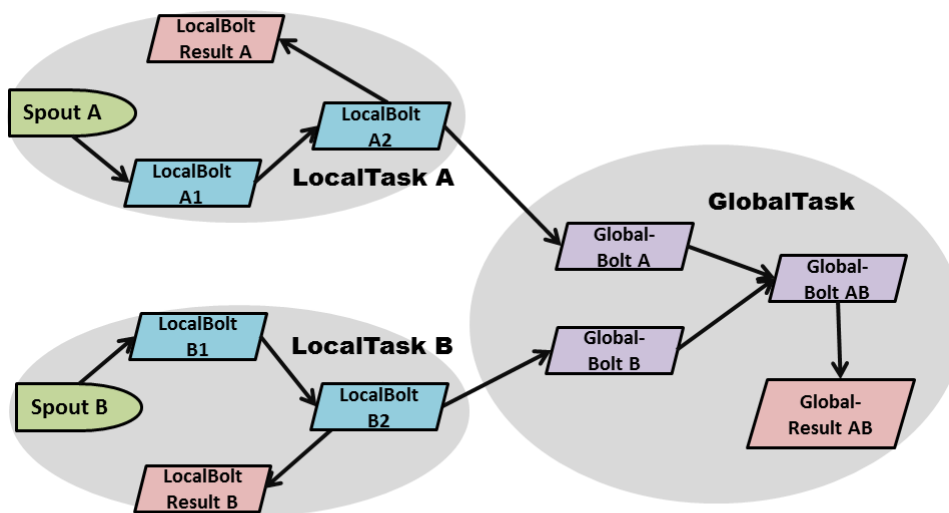 LocalBolt
Result A
Spout A
LocalBolt
A2
LocalBolt
A1
LocalTask A
GlobalTask
Global-
Bolt A
Global-
Bolt AB
LocalBolt
B1
LocalTask B
Global-
Bolt B
Spout B
LocalBolt
B2
Global-
Result AB
LocalBolt
Result B